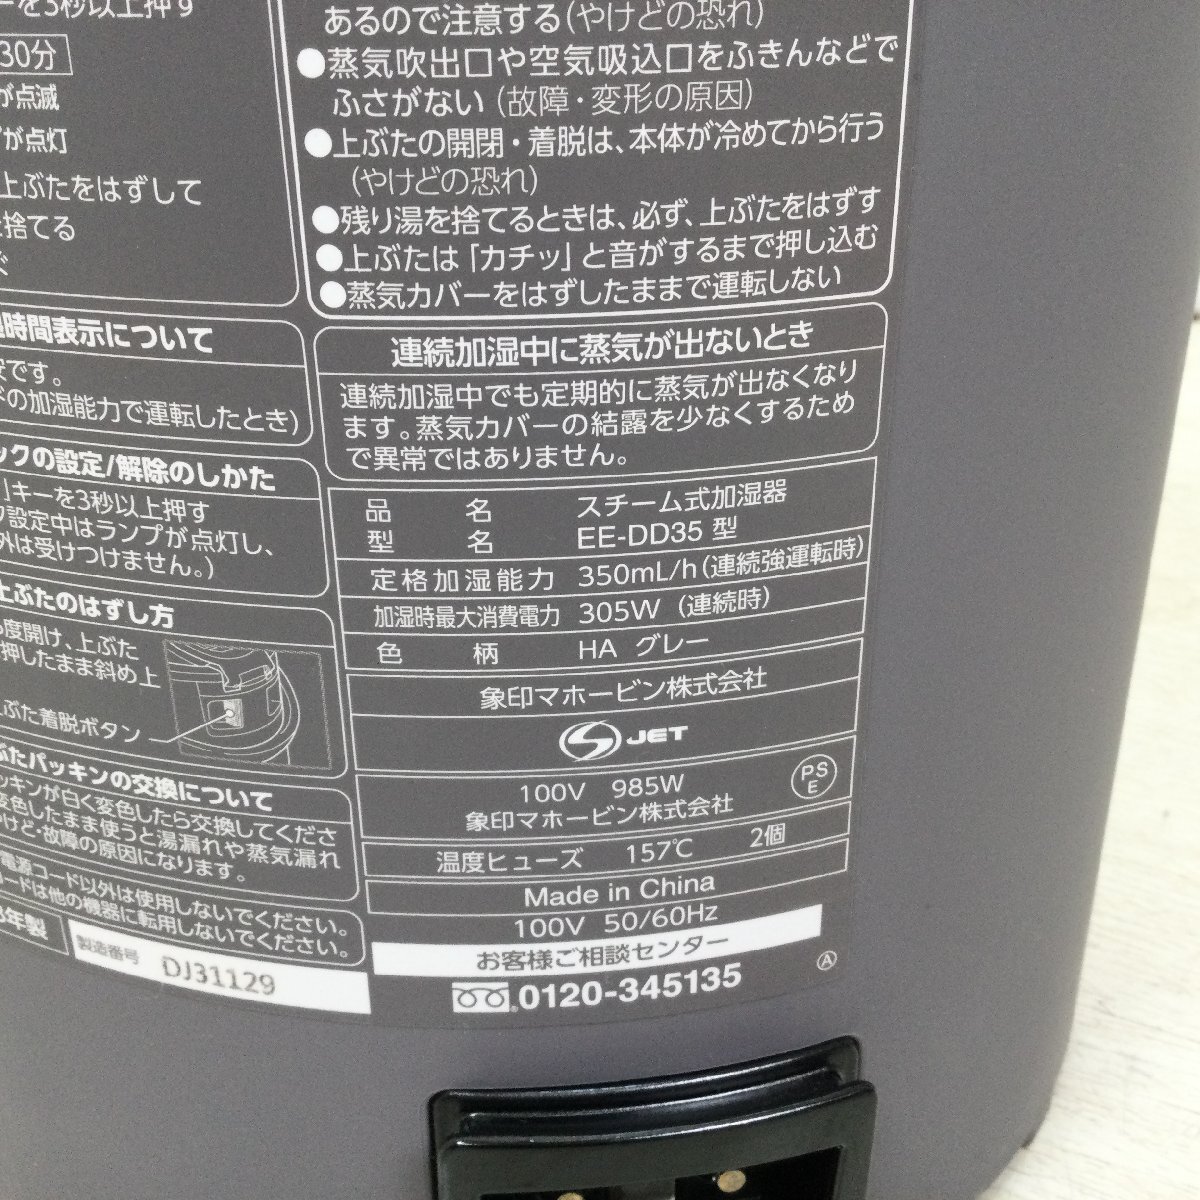 ーを3秒以上押す
30分
が点滅
が点灯
上ぶたをはずして
捨てる
時間表示について
です。
の加湿能力で運転したとき)
ックの設定/解除のしかた
」キーを3秒以上押す
設定中はランプが点灯し、
外は受けつけません。)
上ぶたのはずし方
度開け、上ぶた
押したまま斜め上
ぶた着脱ボタン
ぶたパッキンの交換について
ッキンが白く変色したら交換してくださ
変色したまま使うと湯漏れや蒸気漏れ
やけど・故障の原因になります。
電源コード以外は使用しないでください。
コードは他の機器に転用しないでください。
年製
製造番号 DJ31129
あるので注意する(やけどの恐れ)
●蒸気吹出口や空気吸込口をふきんなどで
ふさがない(故障・変形の原因)
●上ぶたの開閉・着脱は、本体が冷めてから行う
(やけどの恐れ)
●残り湯を捨てるときは、必ず、上ぶたをはずす
●上ぶたは「カチッ」と音がするまで押し込む
●蒸気カバーをはずしたままで運転しない
連続加湿中に蒸気が出ないとき
連続加湿中でも定期的に蒸気が出なくなり
ます。蒸気カバーの結露を少なくするため
で異常ではありません。
品名 スチーム式加湿器
型名 EE-DD35 型
定格加湿能力 350mL/h(連続強運転時)
加湿時最大消費電力 305W (連続時)
色柄 HA グレー
象印マホービン株式会社
JET
100V 985W
象印マホービン株式会社
PS
E
温度ヒューズ 157℃ 2個
Made in China
100V 50/60Hz
お客様ご相談センター
0120-345135
Ⓐ